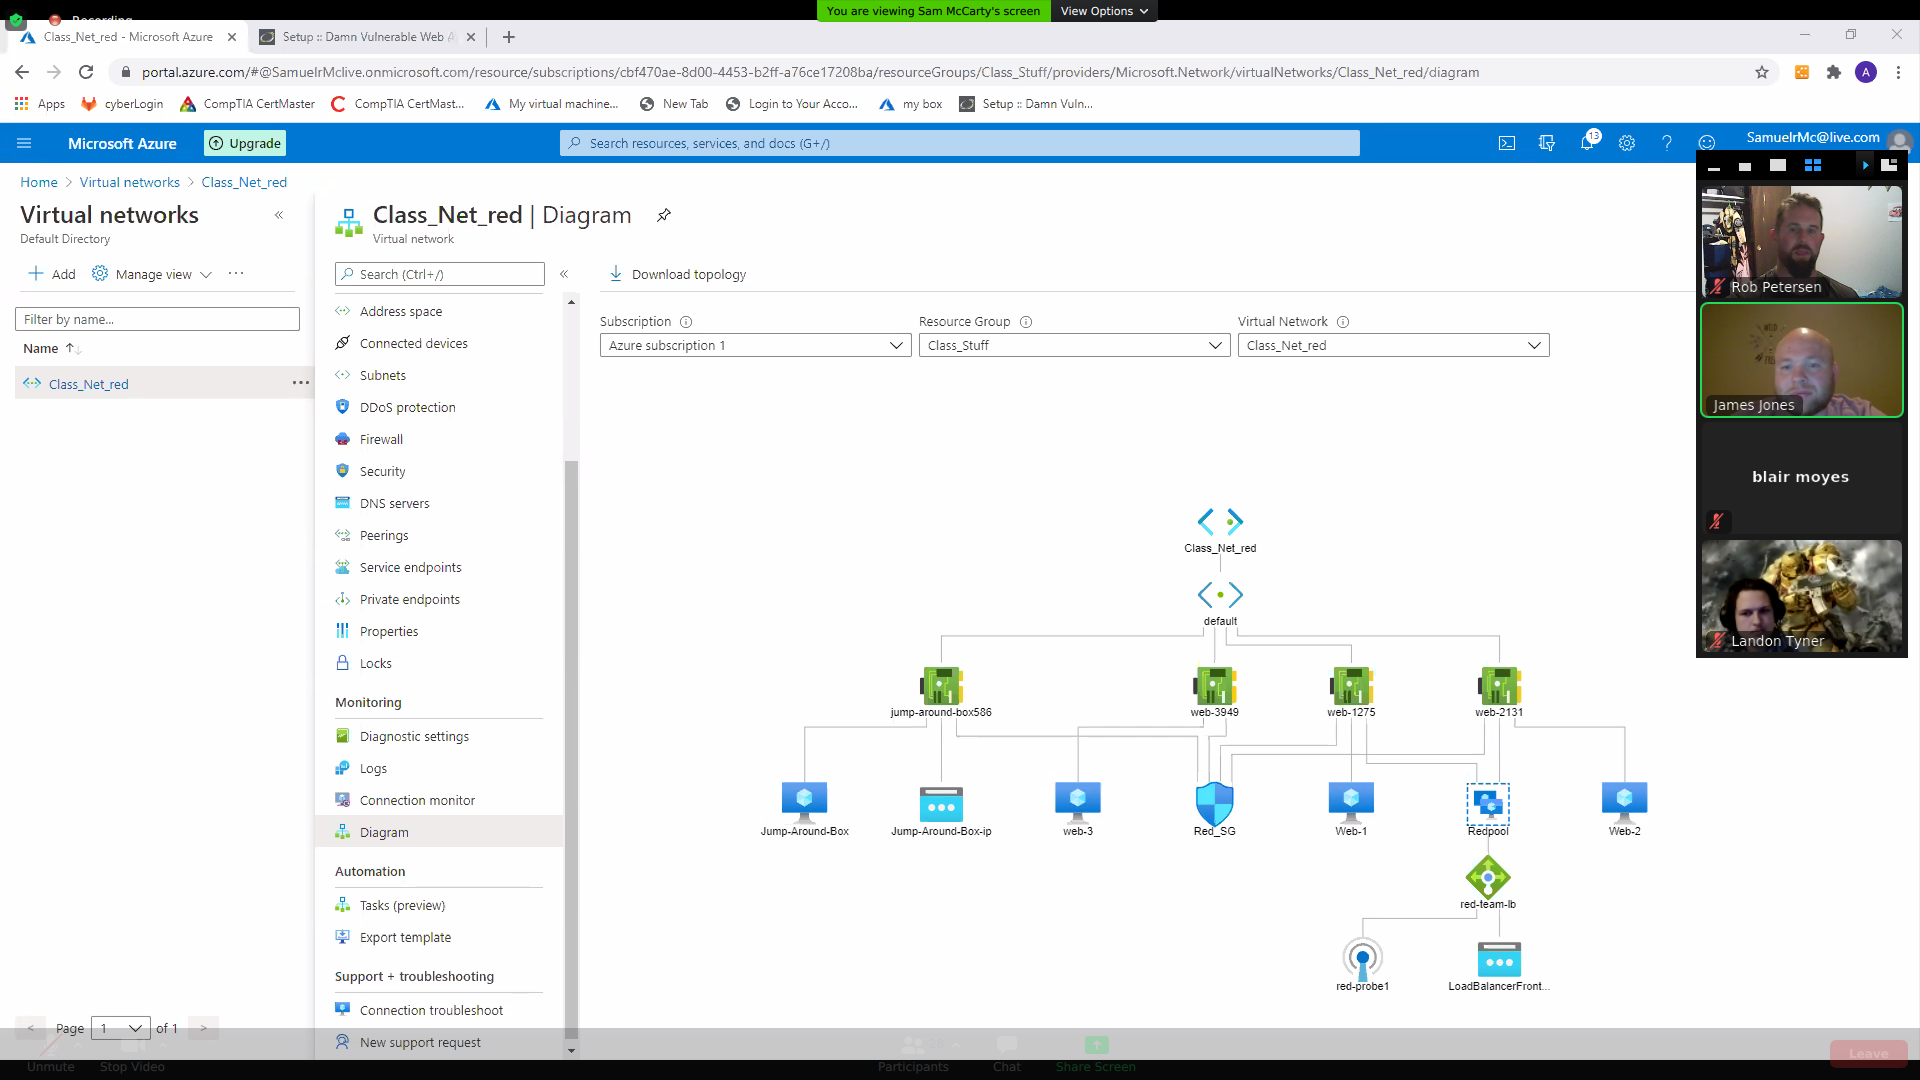 Recording
You are viewing Sam McCarty's screen
View Options
Class_Net_red - Microsoft Azure
Setup :: Damn Vulnerable Web A
portal.azure.com/#@SamuelrMclive.onmicrosoft.com/resource/subscriptions/cbf470ae-8d00-4453-b2ff-a76ce17208ba/resourceGroups/Class_Stuff/providers/Microsoft.Network/virtualNetworks/Class_Net_red/diagram
A
Apps
cyberLogin
CompTIA CertMaster
CompTIA CertMast...
My virtual machine...
New Tab
Login to Your Acco...
my box
Setup :: Damn Vuln...
Microsoft Azure
Upgrade
Search resources, services, and docs (G+/)
13
SamuelrMc@live.com
Home > Virtual networks > Class_Net_red
Virtual networks
Default Directory
Add
Manage view
Filter by name...
Name
Class_Net_red
Page 1 of 1
Class_Net_red | Diagram
Virtual network
Search (Ctrl+/)
Address space
Connected devices
Subnets
DDoS protection
Firewall
Security
DNS servers
Peerings
Service endpoints
Private endpoints
Properties
Locks
Monitoring
Diagnostic settings
Logs
Connection monitor
Diagram
Automation
Tasks (preview)
Export template
Support + troubleshooting
Connection troubleshoot
New support request
Download topology
Subscription
Azure subscription 1
Resource Group
Class_Stuff
Virtual Network
Class_Net_red
Class_Net_red
default
jump-around-box586
web-3949
web-1275
web-2131
Jump-Around-Box
Jump-Around-Box-ip
web-3
Red_SG
Web-1
Redpool
Web-2
red-team-lb
red-probe1
LoadBalancerFront...
Rob Petersen
James Jones
blair moyes
Landon Tyner
Unmute
Stop Video
Participants
Chat
Share Screen
Leave